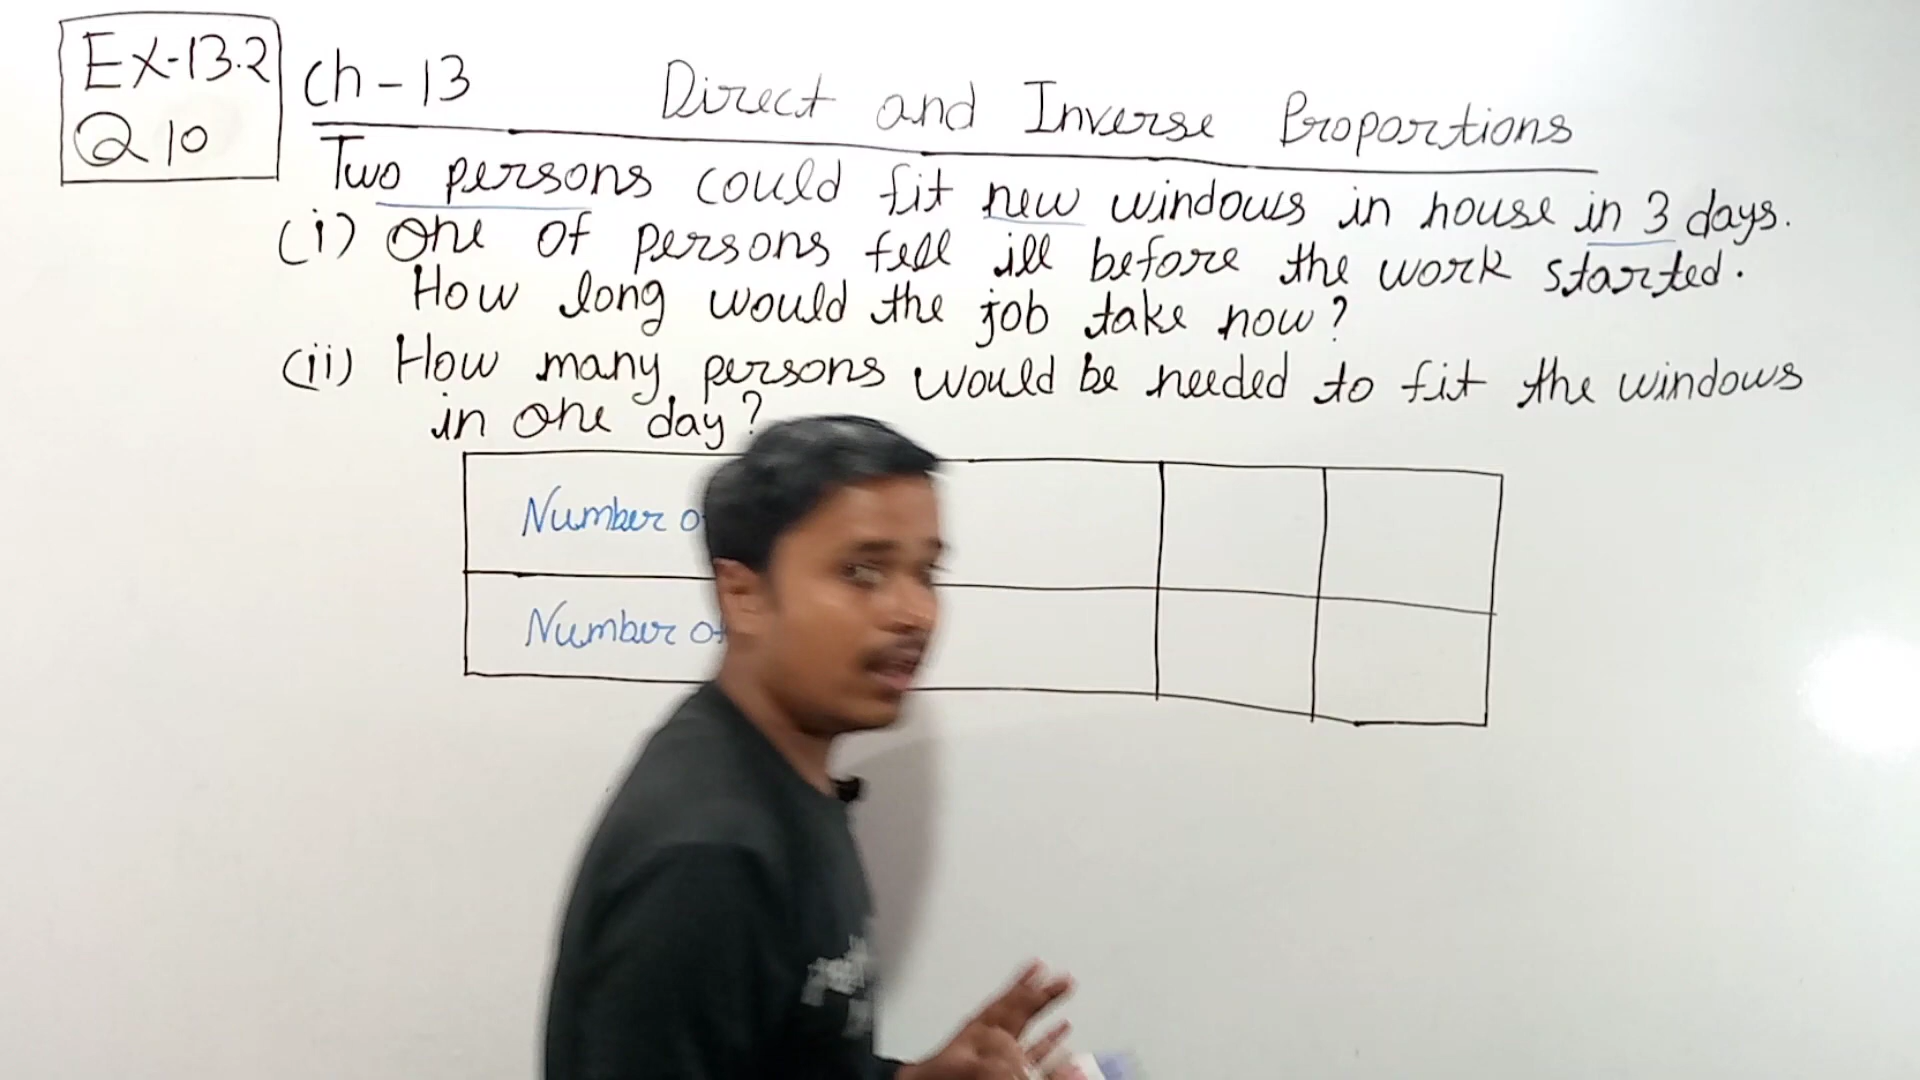 Ex-13.2
Q 10
Ch - 13 Direct and Inverse Proportions
Two persons could fit new windows in house in 3 days.
(i) One of persons fell ill before the work started.
How long would the job take now?
(ii) How many persons would be needed to fit the windows
in one day?
Number
Number of